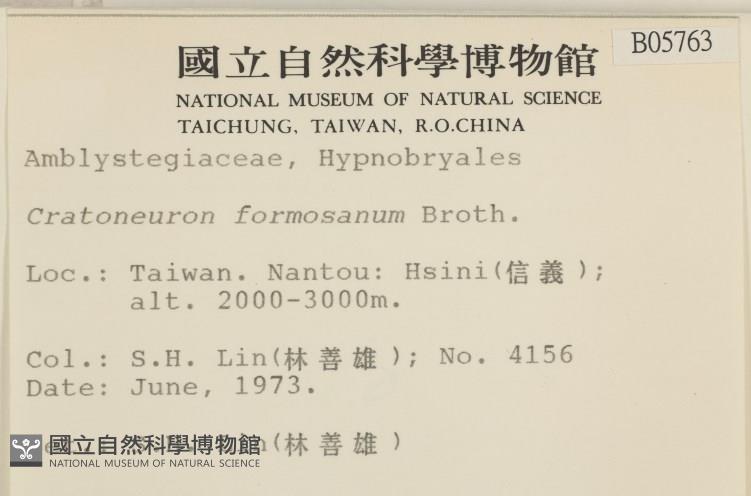 國立自然科學博物館
B05763
NATIONAL MUSEUM OF NATURAL SCIENCE
TAICHUNG, TAIWAN, R.O.CHINA
Amblystegiaceae, Hypnobryales
Cratoneuron formosanum Broth.
Loc.: Taiwan. Nantou: Hsini(信義);
alt. 2000-3000m.
Col.: S.H. Lin(林善雄); No. 4156
Date: June, 1973.
(林善雄)
國立自然科學博物館
NATIONAL MUSEUM OF NATURAL SCIENCE